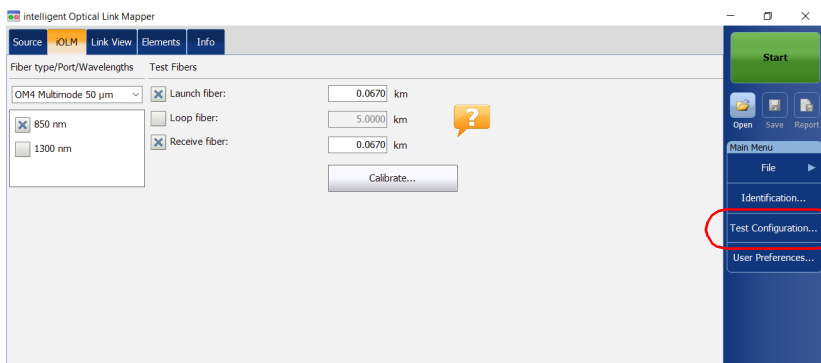 intelligent Optical Link Mapper
Source iOLM Link View Elements Info
Fiber type/Port/Wavelengths Test Fibers
OM4 Multimode 50 µm
850 nm
1300 nm
Launch fiber: 0.0670 km
Loop fiber: 5.0000 km
Receive fiber: 0.0670 km
?
Calibrate...
Start
Open Save Report
Main Menu
File
Identification...
Test Configuration...
User Preferences...